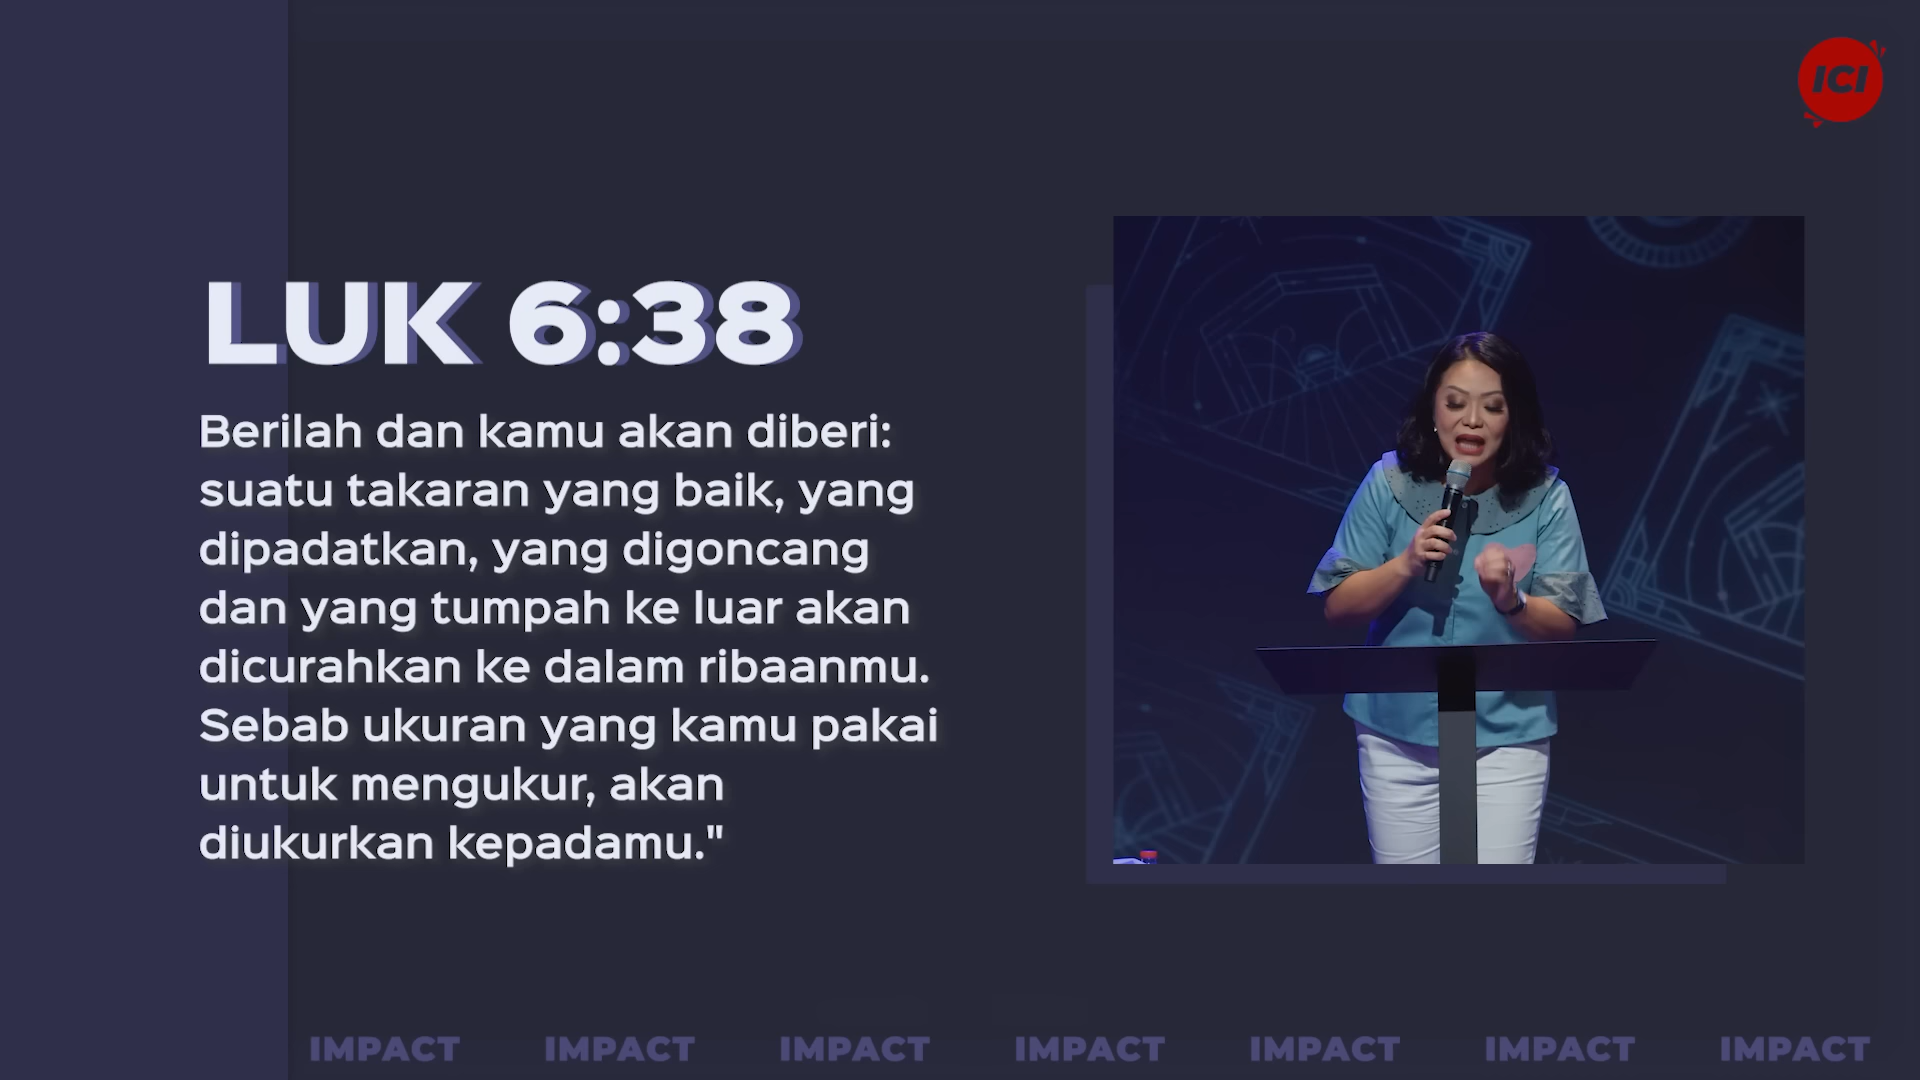 ICI
LUK 6:38
Berilah dan kamu akan diberi:
suatu takaran yang baik, yang
dipadatkan, yang digoncang
dan yang tumpah ke luar akan
dicurahkan ke dalam ribaanmu.
Sebab ukuran yang kamu pakai
untuk mengukur, akan
diukurkan kepadamu."
IMPACT IMPACT IMPACT IMPACT IMPACT IMPACT IMPACT